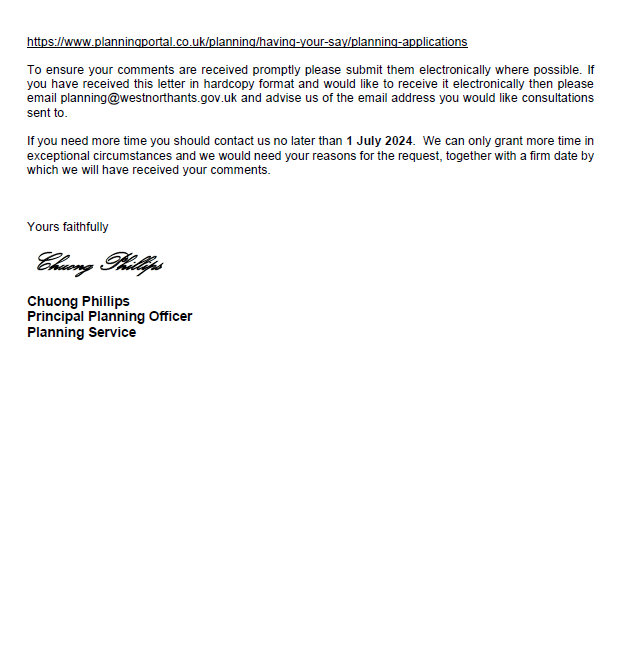 https://www.planningportal.co.uk/planning/having-your-say/planning-applications
To ensure your comments are received promptly please submit them electronically where possible. If
you have received this letter in hardcopy format and would like to receive it electronically then please
email planning@westnorthants.gov.uk and advise us of the email address you would like consultations
sent to.
If you need more time you should contact us no later than 1 July 2024. We can only grant more time in
exceptional circumstances and we would need your reasons for the request, together with a firm date by
which we will have received your comments.
Yours faithfully
Chuong Phillips
Chuong Phillips
Principal Planning Officer
Planning Service